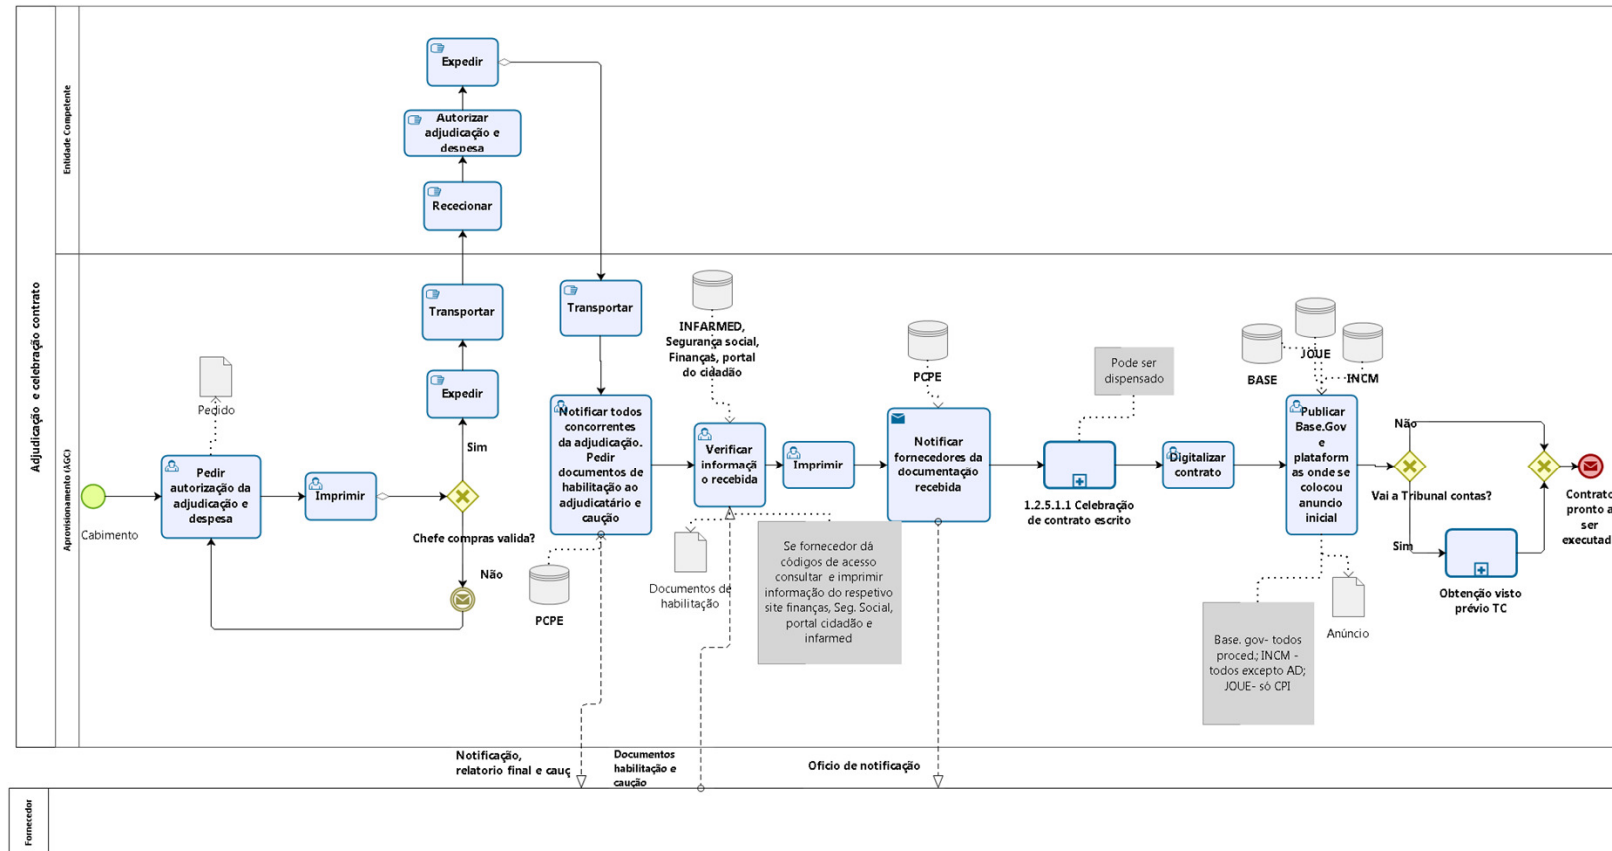 Adjudicação e celebração contrato
Entidade Competente
Aprovisionamento (AGC)
Fornecedor
Expedir
Autorizar
adjudicação e
despesa
Rececionar
Transportar
Expedir
Sim
Chefe compras valida?
Não
Cabimento
Pedido
Pedir
autorização da
adjudicação e
despesa
Imprimir
Transportar
Notificar todos
concorrentes
da adjudicação.
Pedir
documentos de
habilitação ao
adjudicatário e
caução
PCPE
INFARMED,
Segurança social,
Finanças, portal
do cidadão
Verificar
informaçã
o recebida
Imprimir
Documentos de
habilitação
Se fornecedor dá
códigos de acesso
consultar e imprimir
informação do respetivo
site finanças, Seg. Social,
portal cidadão e
infarmed
PCPE
Notificar
fornecedores da
documentação
recebida
Pode ser
dispensado
1.2.5.1.1 Celebração
de contrato escrito
Digitalizar
contrato
BASE
JOUE
INCM
Publicar
Base.Gov
e
plataform
as onde se
colocou
anuncio
inicial
Base. gov- todos
proced.; INCM -
todos excepto AD;
JOUE- só CPI
Anúncio
Não
Vai a Tribunal contas?
Sim
Obtenção visto
prévio TC
Contrato
pronto a
ser
executad
Notificação,
relatorio final e cauç
Documentos
habilitação e
caução
Oficio de notificação